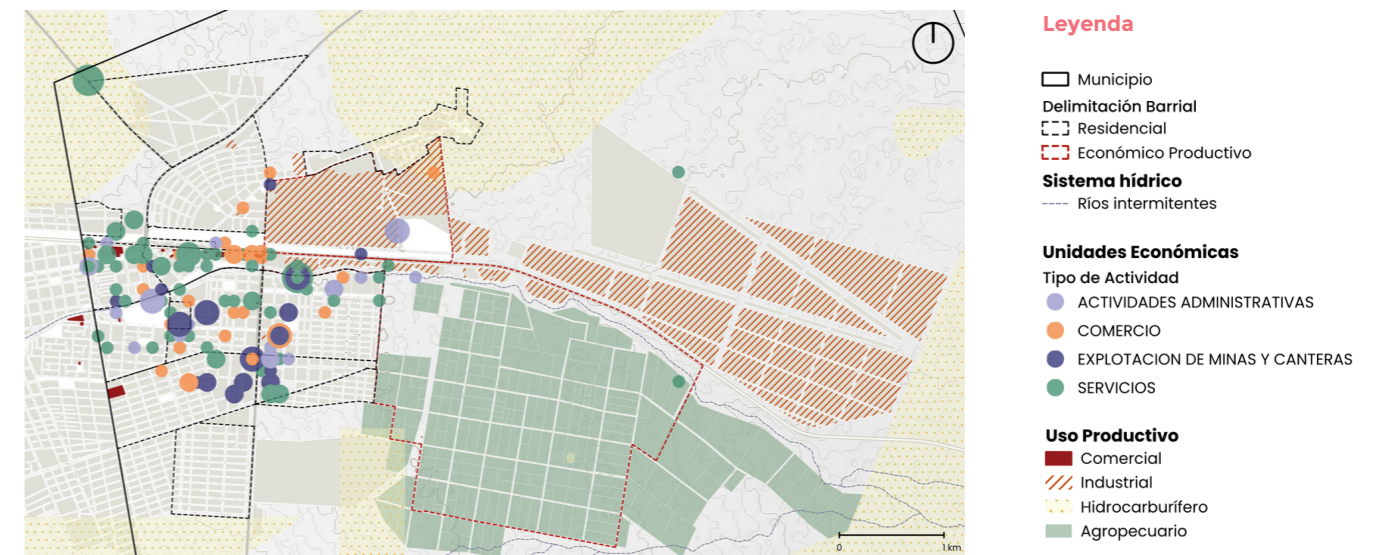 Leyenda
Municipio
Delimitación Barrial
Residencial
Económico Productivo
Sistema hídrico
Ríos intermitentes
Unidades Económicas
Tipo de Actividad
ACTIVIDADES ADMINISTRATIVAS
COMERCIO
EXPLOTACION DE MINAS Y CANTERAS
SERVICIOS
Uso Productivo
Comercial
Industrial
Hidrocarburífero
Agropecuario
0 1 km